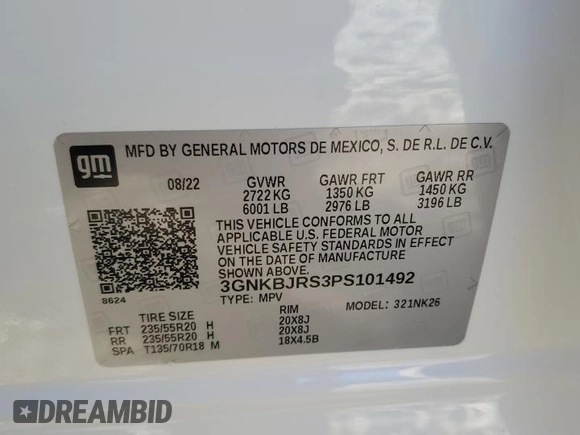 gm
MFD BY GENERAL MOTORS DE MEXICO, S. DE R.L. DE C.V.
08/22 GVWR GAWR FRT GAWR RR
2722 KG 1350 KG 1450 KG
6001 LB 2976 LB 3196 LB
THIS VEHICLE CONFORMS TO ALL
APPLICABLE U.S. FEDERAL MOTOR
VEHICLE SAFETY STANDARDS IN EFFECT
ON THE DATE OF MANUFACTURE
SHOWN ABOVE.
8624
3GNKBJRS3PS101492
TYPE: MPV MODEL: 321NK26
TIRE SIZE RIM
FRT 235/55R20 H 20X8J
RR 235/55R20 H 20X8J
SPA T135/70R18 M 18X4.5B
DREAMBID